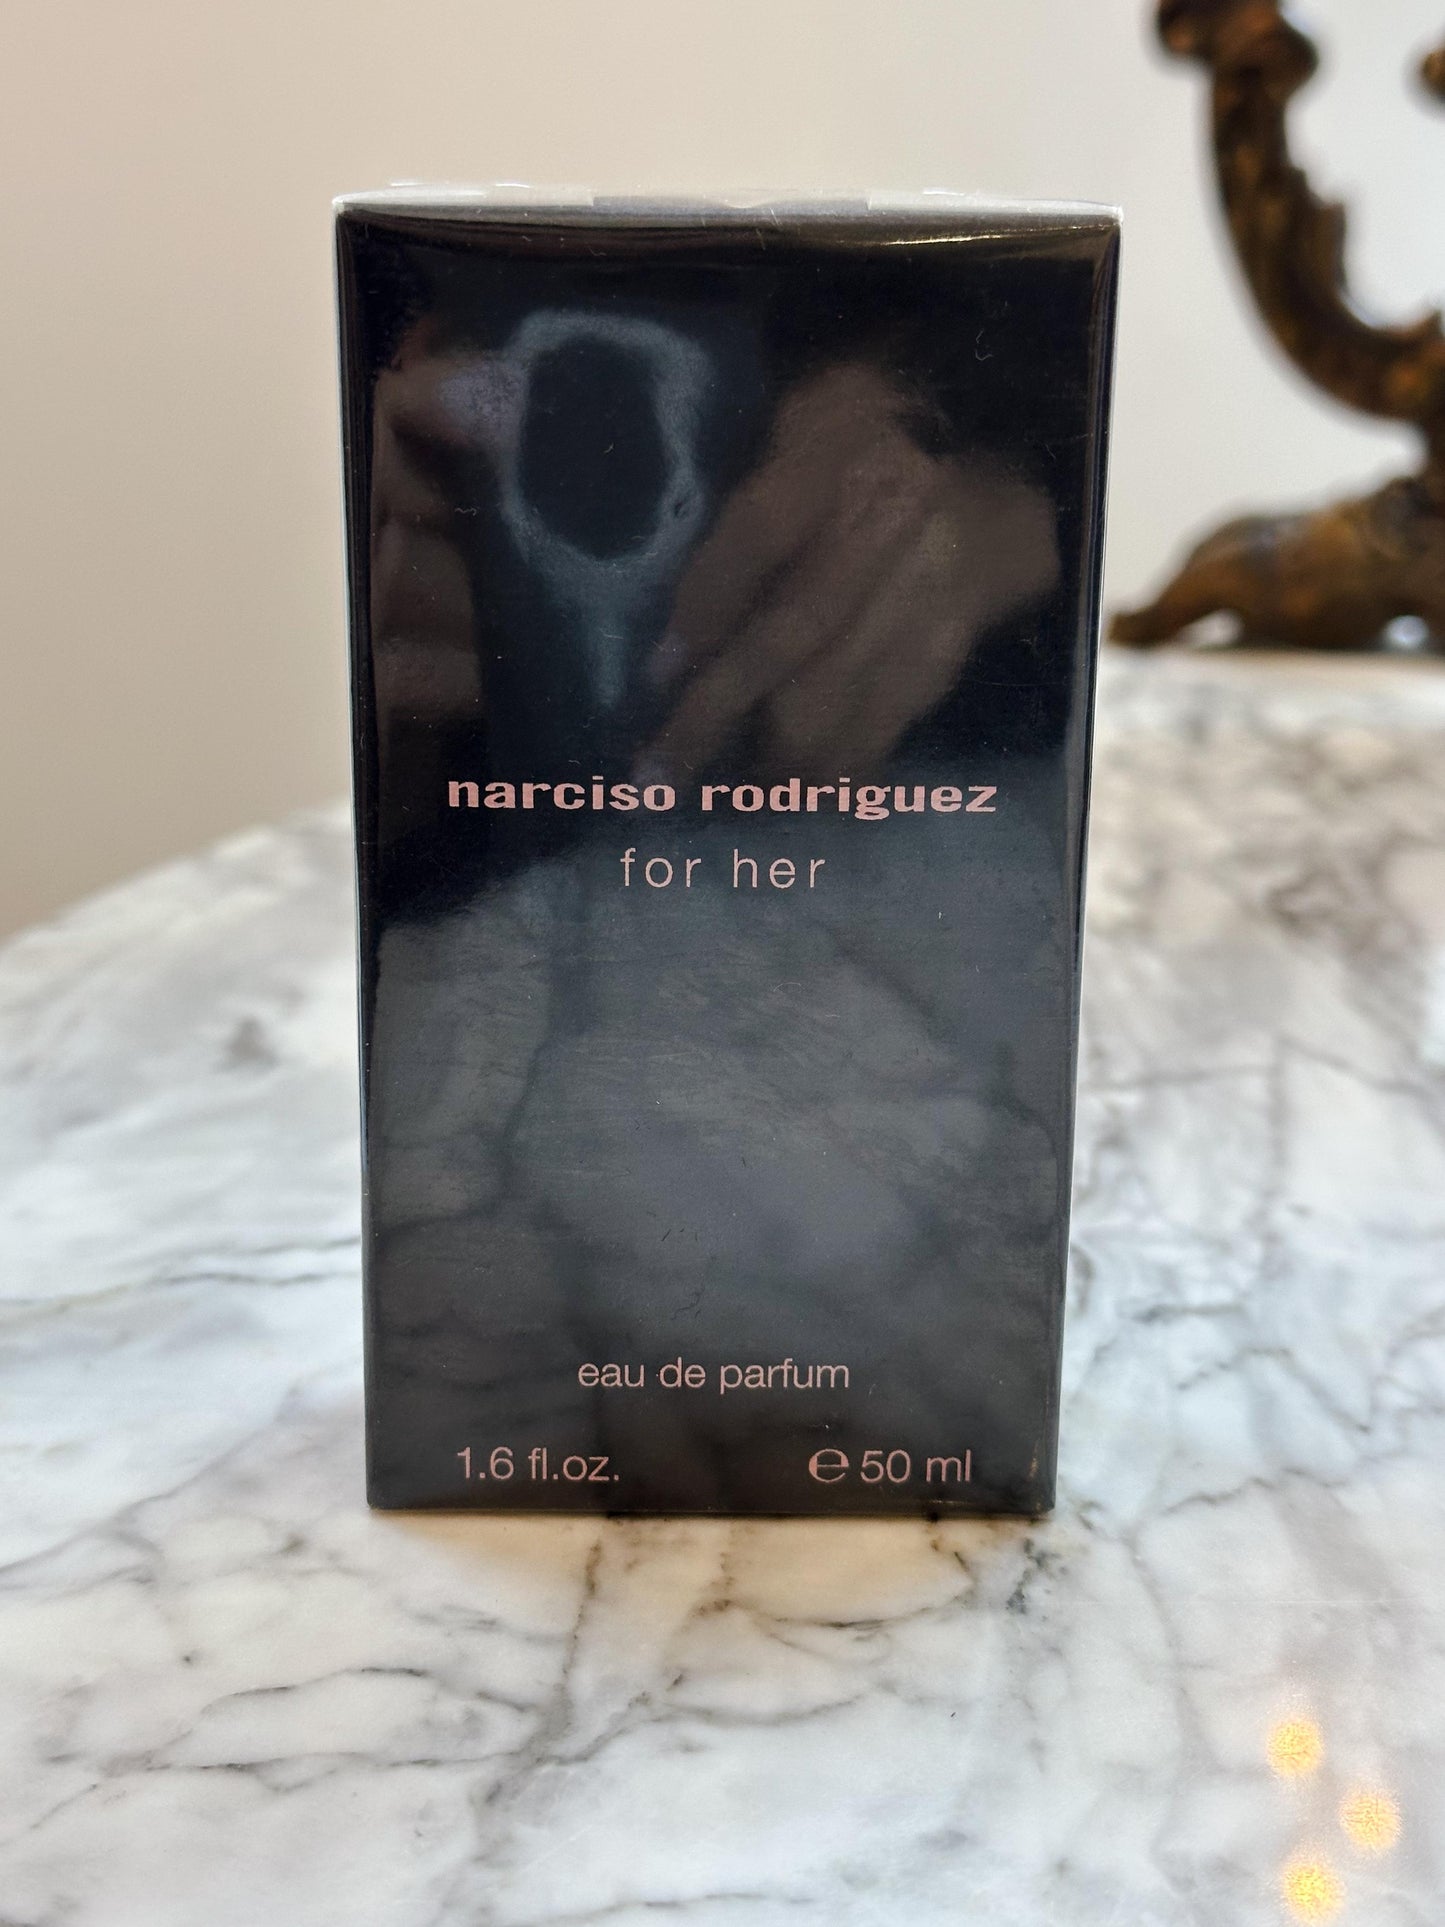 narciso rodriguez
for her
eau de parfum
1.6 fl.oz. ℮ 50 ml